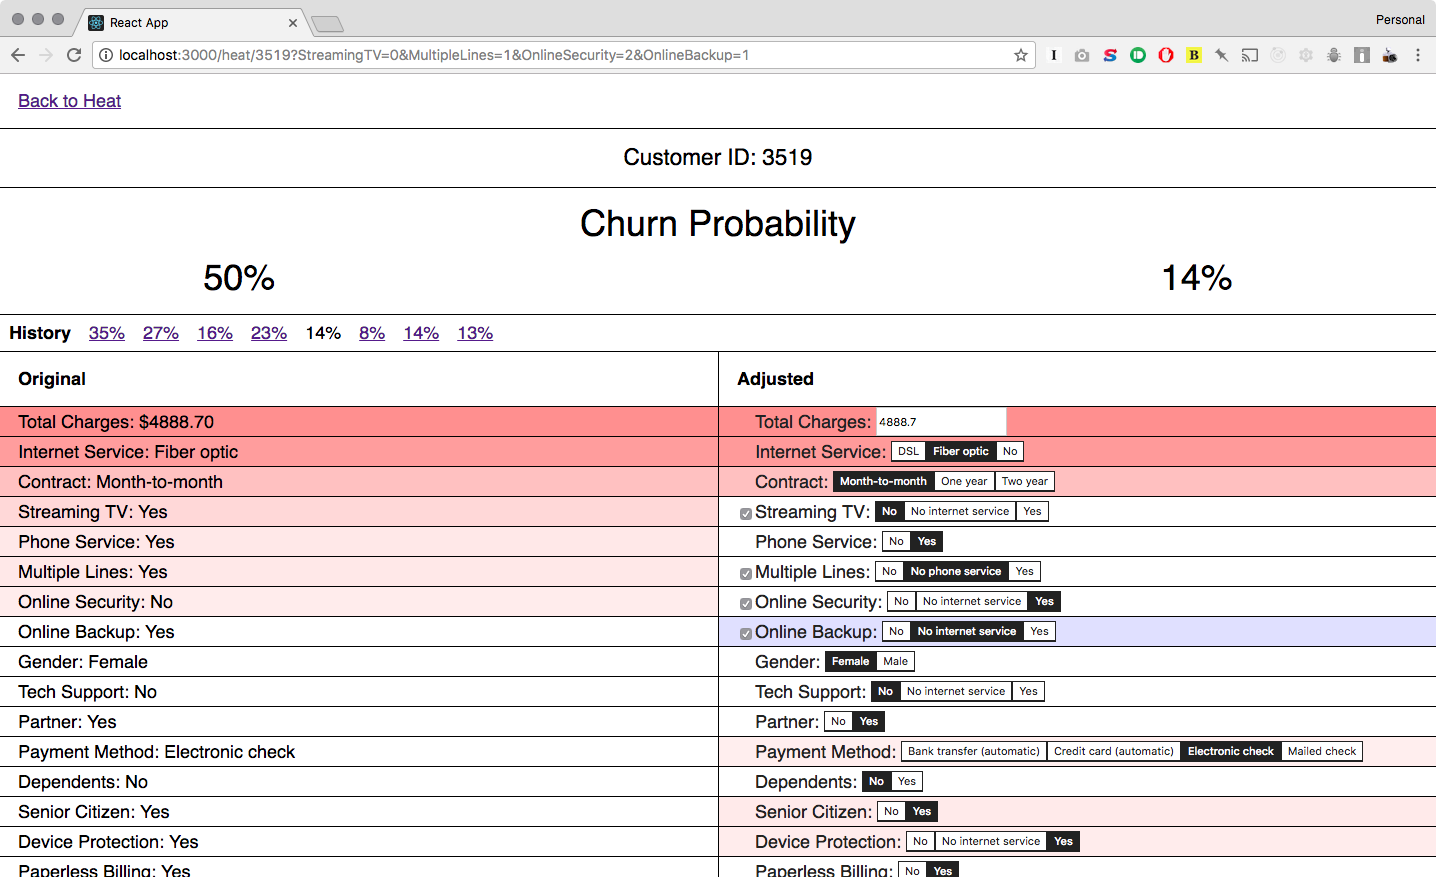 React App
Personal
localhost:3000/heat/3519?StreamingTV=0&MultipleLines=1&OnlineSecurity=2&OnlineBackup=1
Back to Heat
Customer ID: 3519
Churn Probability
50% 14%
History 35% 27% 16% 23% 14% 8% 14% 13%
Original Adjusted
Total Charges: $4888.70 Total Charges: 4888.7
Internet Service: Fiber optic Internet Service: DSL Fiber optic No
Contract: Month-to-month Contract: Month-to-month One year Two year
Streaming TV: Yes Streaming TV: No No internet service Yes
Phone Service: Yes Phone Service: No Yes
Multiple Lines: Yes Multiple Lines: No No phone service Yes
Online Security: No Online Security: No No internet service Yes
Online Backup: Yes Online Backup: No No internet service Yes
Gender: Female Gender: Female Male
Tech Support: No Tech Support: No No internet service Yes
Partner: Yes Partner: No Yes
Payment Method: Electronic check Payment Method: Bank transfer (automatic) Credit card (automatic) Electronic check Mailed check
Dependents: No Dependents: No Yes
Senior Citizen: Yes Senior Citizen: No Yes
Device Protection: Yes Device Protection: No No internet service Yes
Paperless Billing: Yes Paperless Billing: No Yes